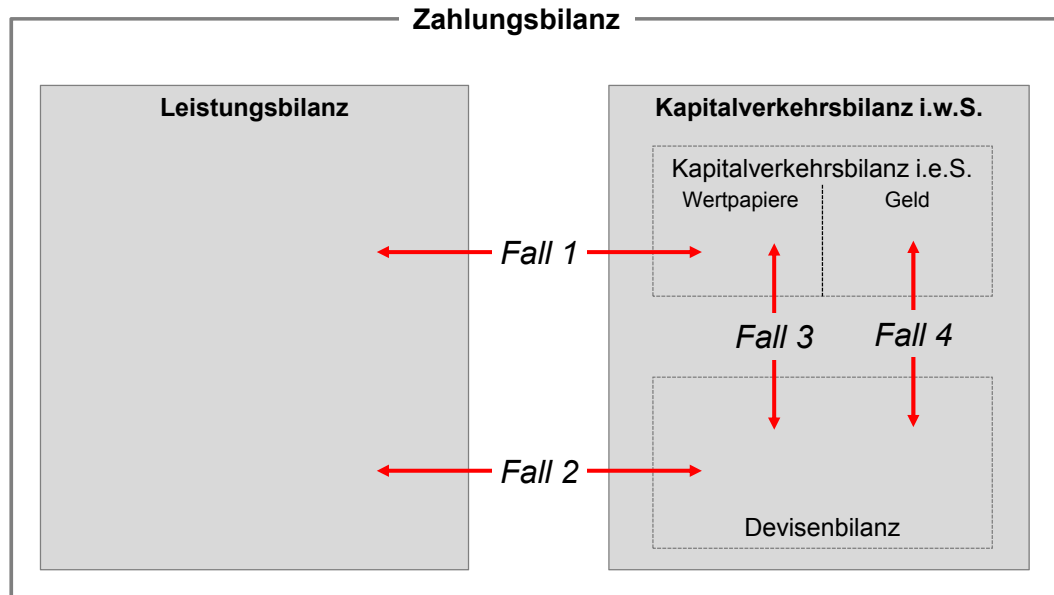 Zahlungsbilanz
Leistungsbilanz
Kapitalverkehrsbilanz i.w.S.
Kapitalverkehrsbilanz i.e.S.
Wertpapiere
Geld
Fall 1
Fall 3
Fall 4
Fall 2
Devisenbilanz